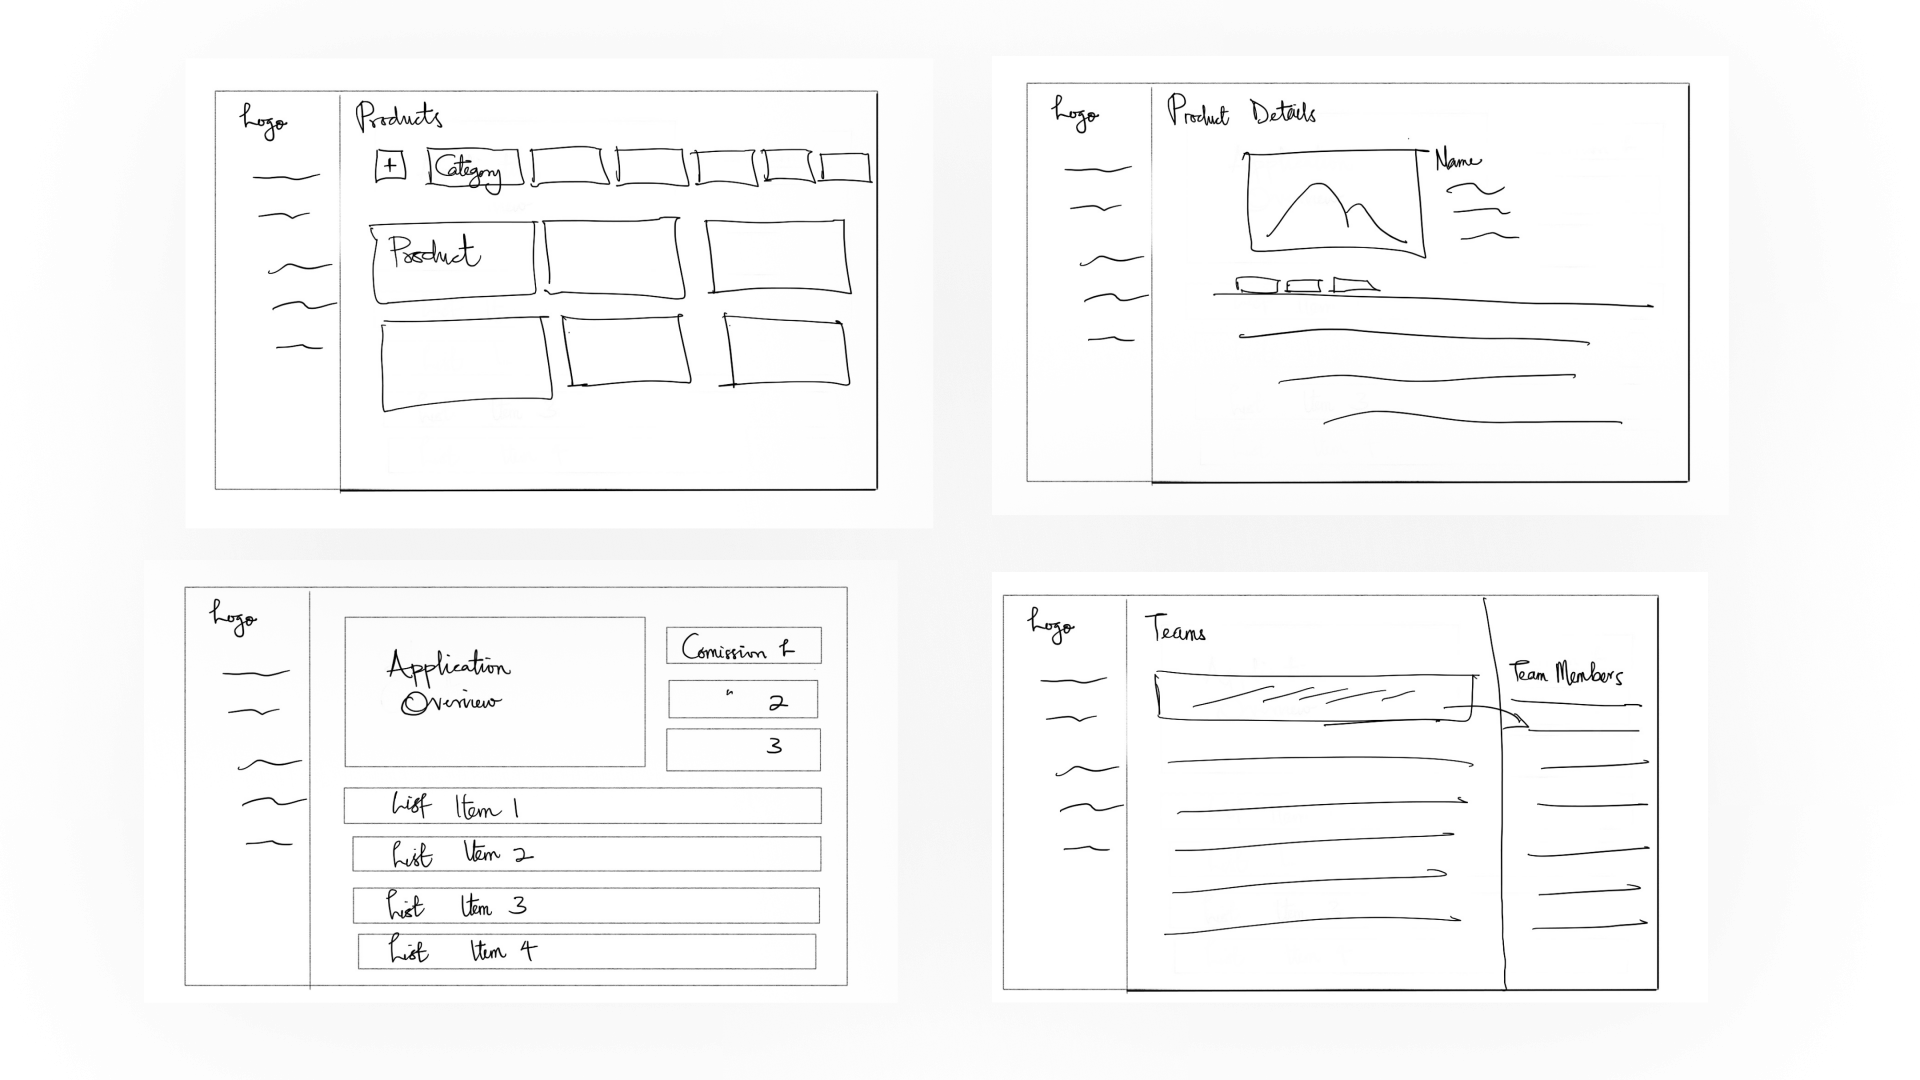 Logo
Products
+
Category
Product
Logo
Product Details
Name
Logo
Application
Overview
Comission 1
" 2
3
List Item 1
List Item 2
List Item 3
List Item 4
Logo
Teams
Team Members